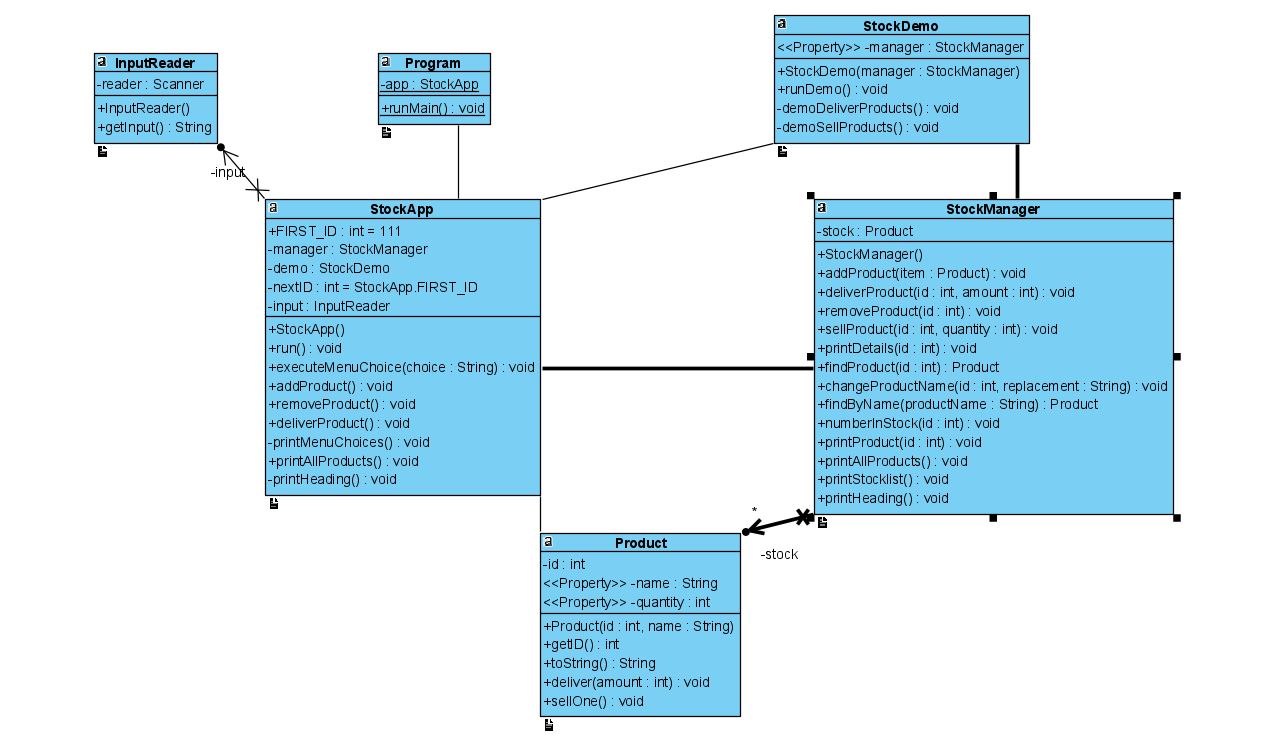 InputReader
-reader : Scanner
+InputReader()
+getInput() : String
Program
-app : StockApp
+runMain() : void
StockDemo
<<Property>> -manager : StockManager
+StockDemo(manager : StockManager)
+runDemo() : void
-demoDeliverProducts() : void
-demoSellProducts() : void
-input
StockApp
+FIRST_ID : int = 111
-manager : StockManager
-demo : StockDemo
-nextID : int = StockApp.FIRST_ID
-input : InputReader
+StockApp()
+run() : void
+executeMenuChoice(choice : String) : void
+addProduct() : void
+removeProduct() : void
+deliverProduct() : void
-printMenuChoices() : void
+printAllProducts() : void
-printHeading() : void
StockManager
-stock : Product
+StockManager()
+addProduct(item : Product) : void
+deliverProduct(id : int, amount : int) : void
+removeProduct(id : int) : void
+sellProduct(id : int, quantity : int) : void
+printDetails(id : int) : void
+findProduct(id : int) : Product
+changeProductName(id : int, replacement : String) : void
+findByName(productName : String) : Product
+numberInStock(id : int) : void
+printProduct(id : int) : void
+printAllProducts() : void
+printStocklist() : void
+printHeading() : void
*
-stock
Product
-id : int
<<Property>> -name : String
<<Property>> -quantity : int
+Product(id : int, name : String)
+getID() : int
+toString() : String
+deliver(amount : int) : void
+sellOne() : void